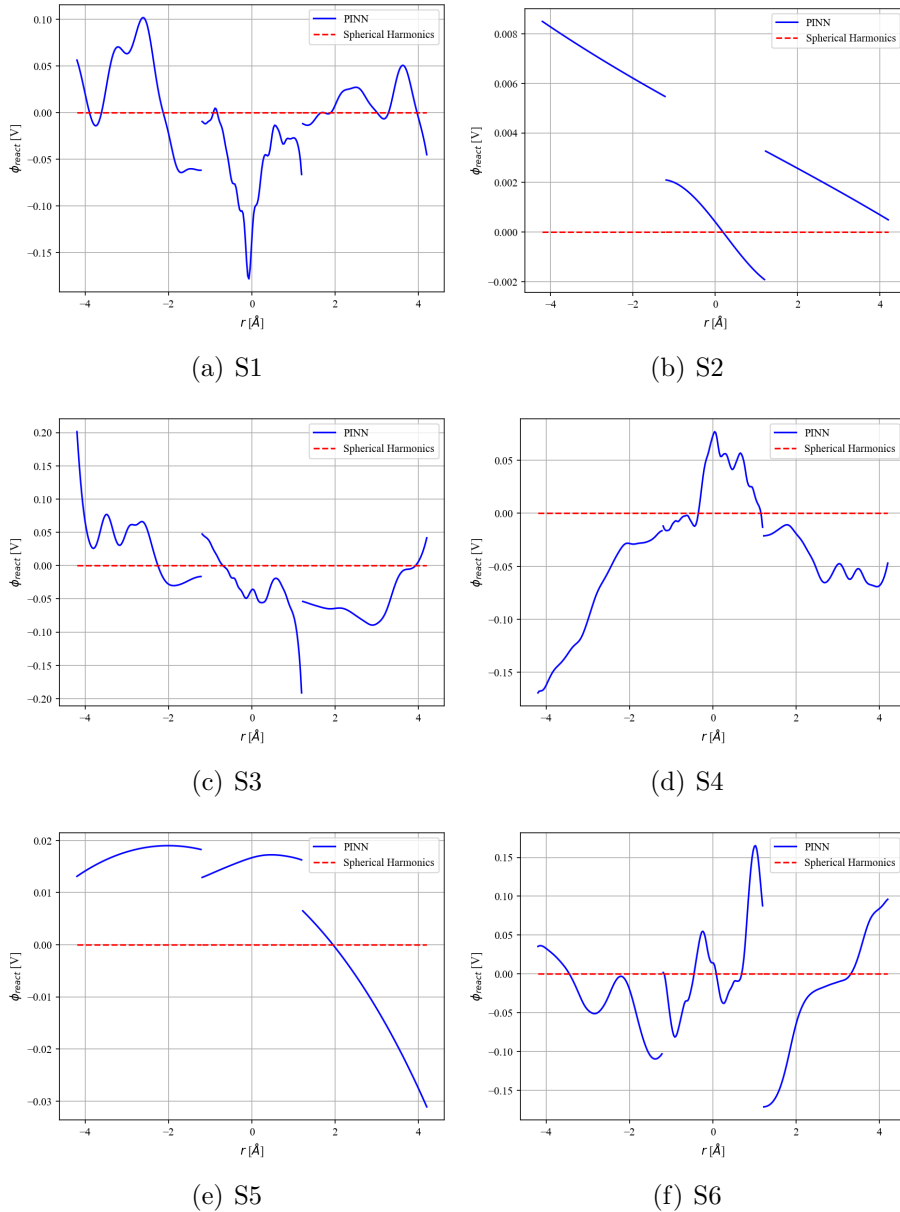 PINN
Spherical Harmonics
0.10
0.05
0.00
−0.05
−0.10
−0.15
ϕreact [V]
−4 −2 0 2 4
r [Å]
(a) S1
PINN
Spherical Harmonics
0.008
0.006
0.004
0.002
0.000
−0.002
ϕreact [V]
−4 −2 0 2 4
r [Å]
(b) S2
PINN
Spherical Harmonics
0.20
0.15
0.10
0.05
0.00
−0.05
−0.10
−0.15
−0.20
ϕreact [V]
−4 −2 0 2 4
r [Å]
(c) S3
PINN
Spherical Harmonics
0.05
0.00
−0.05
−0.10
−0.15
ϕreact [V]
−4 −2 0 2 4
r [Å]
(d) S4
PINN
Spherical Harmonics
0.02
0.01
0.00
−0.01
−0.02
−0.03
ϕreact [V]
−4 −2 0 2 4
r [Å]
(e) S5
PINN
Spherical Harmonics
0.15
0.10
0.05
0.00
−0.05
−0.10
−0.15
ϕreact [V]
−4 −2 0 2 4
r [Å]
(f) S6